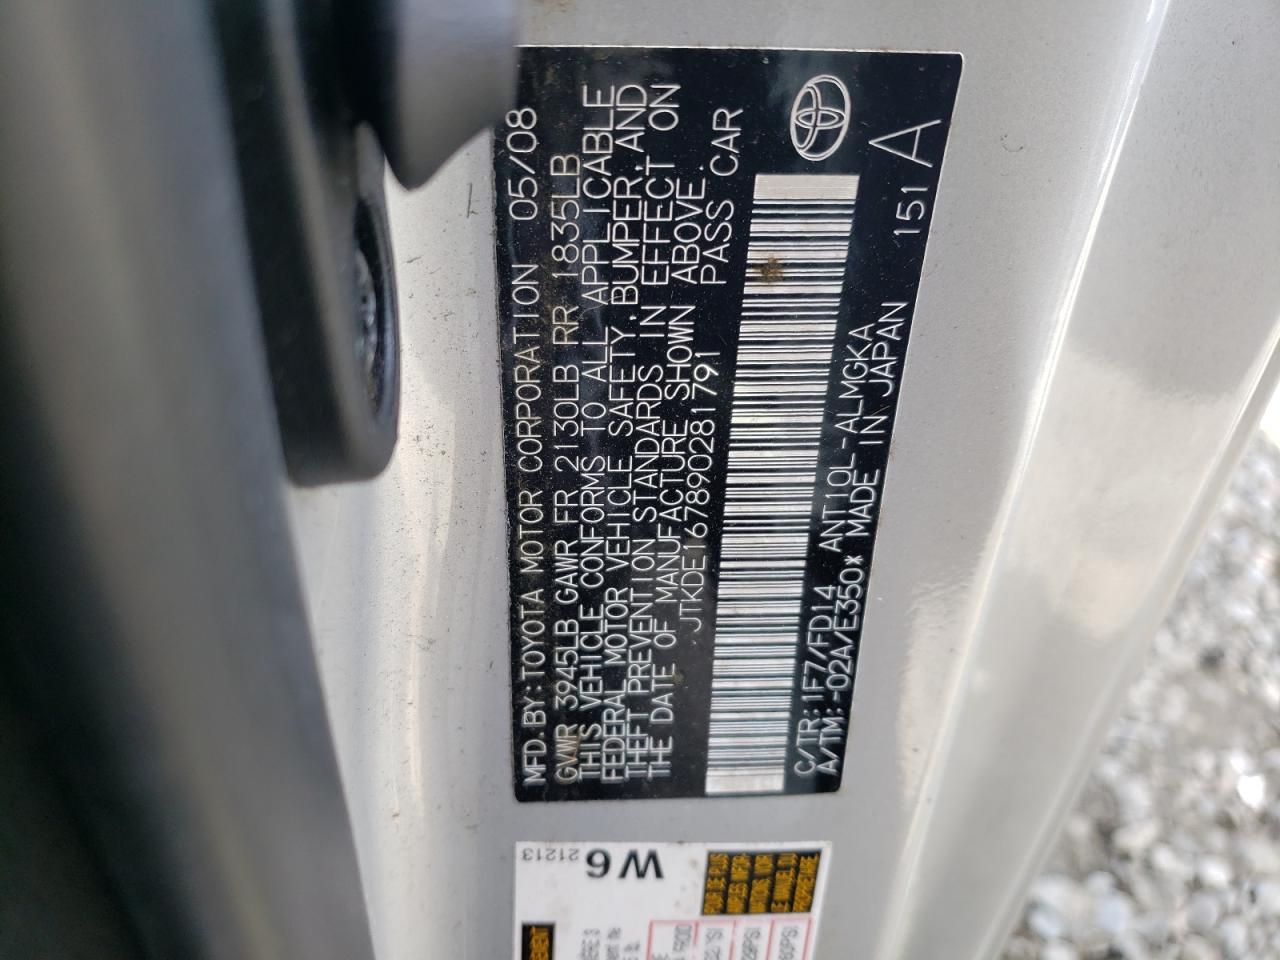 MFD.BY:TOYOTA MOTOR CORPORATION 05/08
GVWR 3945LB GAWR FR 2130LB RR 1835LB
THIS VEHICLE CONFORMS TO ALL APPLICABLE
FEDERAL MOTOR VEHICLE SAFETY,BUMPER,AND
THEFT PREVENTION STANDARDS IN EFFECT ON
THE DATE OF MANUFACTURE SHOWN ABOVE.
JTKDE167890281791 PASS CAR
C/TR:1F7/FD14 ANT10L-ALMGKA 151
A/TM:-02A/E350* MADE IN JAPAN A
W6
21213